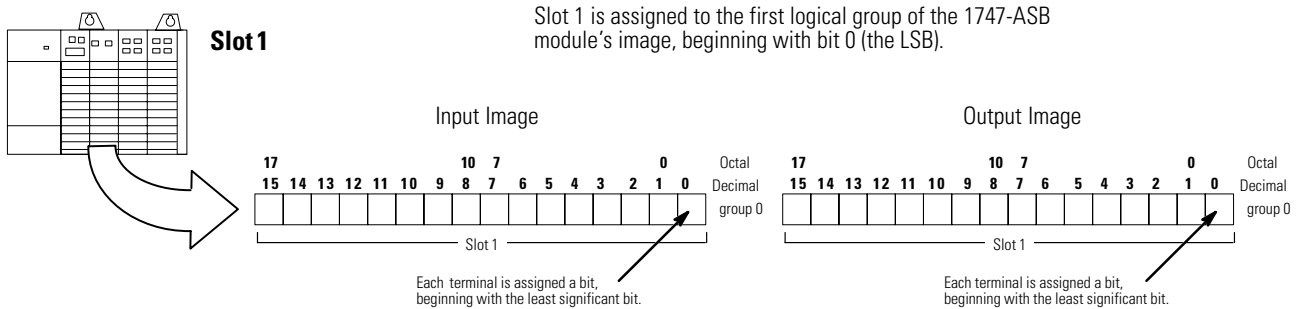 Slot 1
Slot 1 is assigned to the first logical group of the 1747-ASB
module's image, beginning with bit 0 (the LSB).
Input Image
17 10 7 0 Octal
15 14 13 12 11 10 9 8 7 6 5 4 3 2 1 0 Decimal
group 0
Slot 1
Each terminal is assigned a bit,
beginning with the least significant bit.
Output Image
17 10 7 0 Octal
15 14 13 12 11 10 9 8 7 6 5 4 3 2 1 0 Decimal
group 0
Slot 1
Each terminal is assigned a bit,
beginning with the least significant bit.